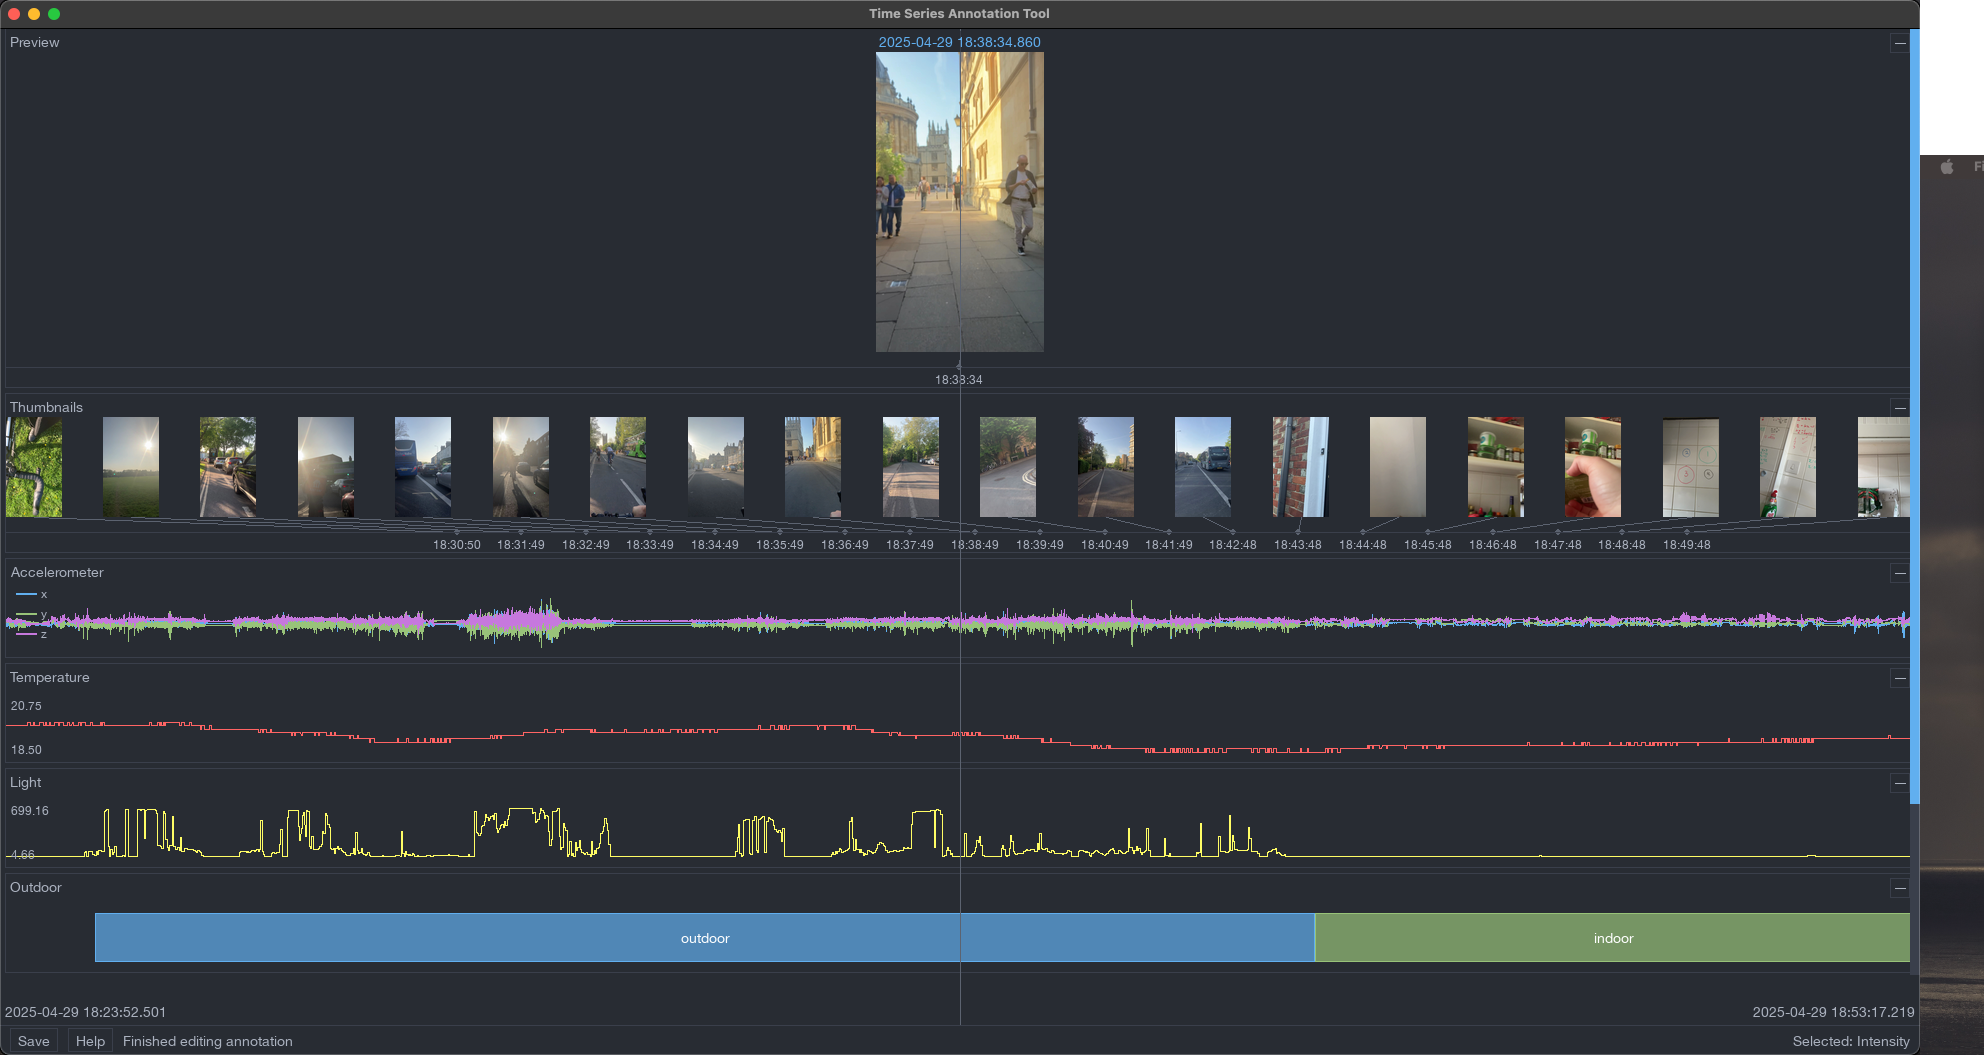 Time Series Annotation Tool
Preview
2025-04-29 18:38:34.860
18:38:34
Thumbnails
18:30:50 18:31:49 18:32:49 18:33:49 18:34:49 18:35:49 18:36:49 18:37:49 18:38:49 18:39:49 18:40:49 18:41:49 18:42:48 18:43:48 18:44:48 18:45:48 18:46:48 18:47:48 18:48:48 18:49:48
Accelerometer
x
y
z
Temperature
20.75
18.50
Light
699.16
4.66
Outdoor
outdoor indoor
2025-04-29 18:23:52.501 2025-04-29 18:53:17.219
Save Help Finished editing annotation Selected: Intensity